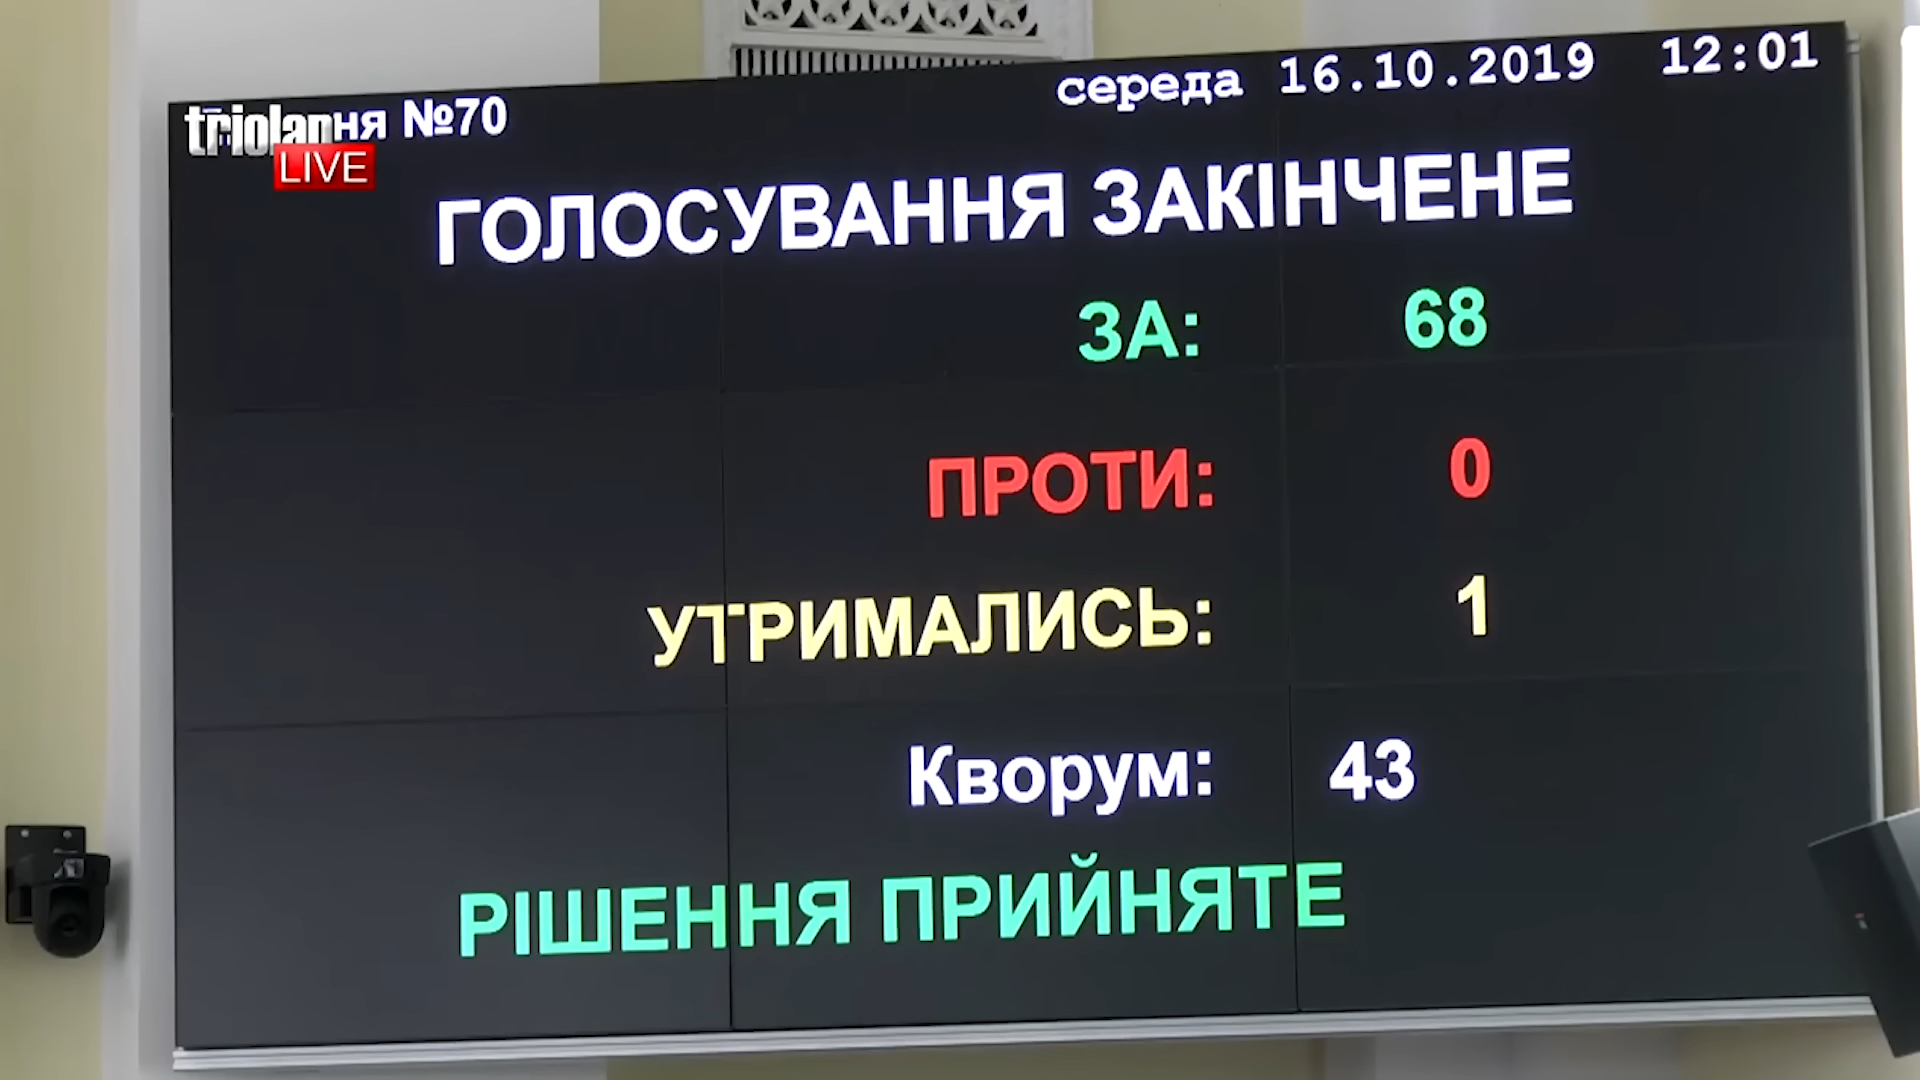 triolan
LIVE
№70
середа 16.10.2019 12:01
ГОЛОСУВАННЯ ЗАКІНЧЕНЕ
ЗА: 68
ПРОТИ: 0
УТРИМАЛИСЬ: 1
Кворум: 43
РІШЕННЯ ПРИЙНЯТЕ